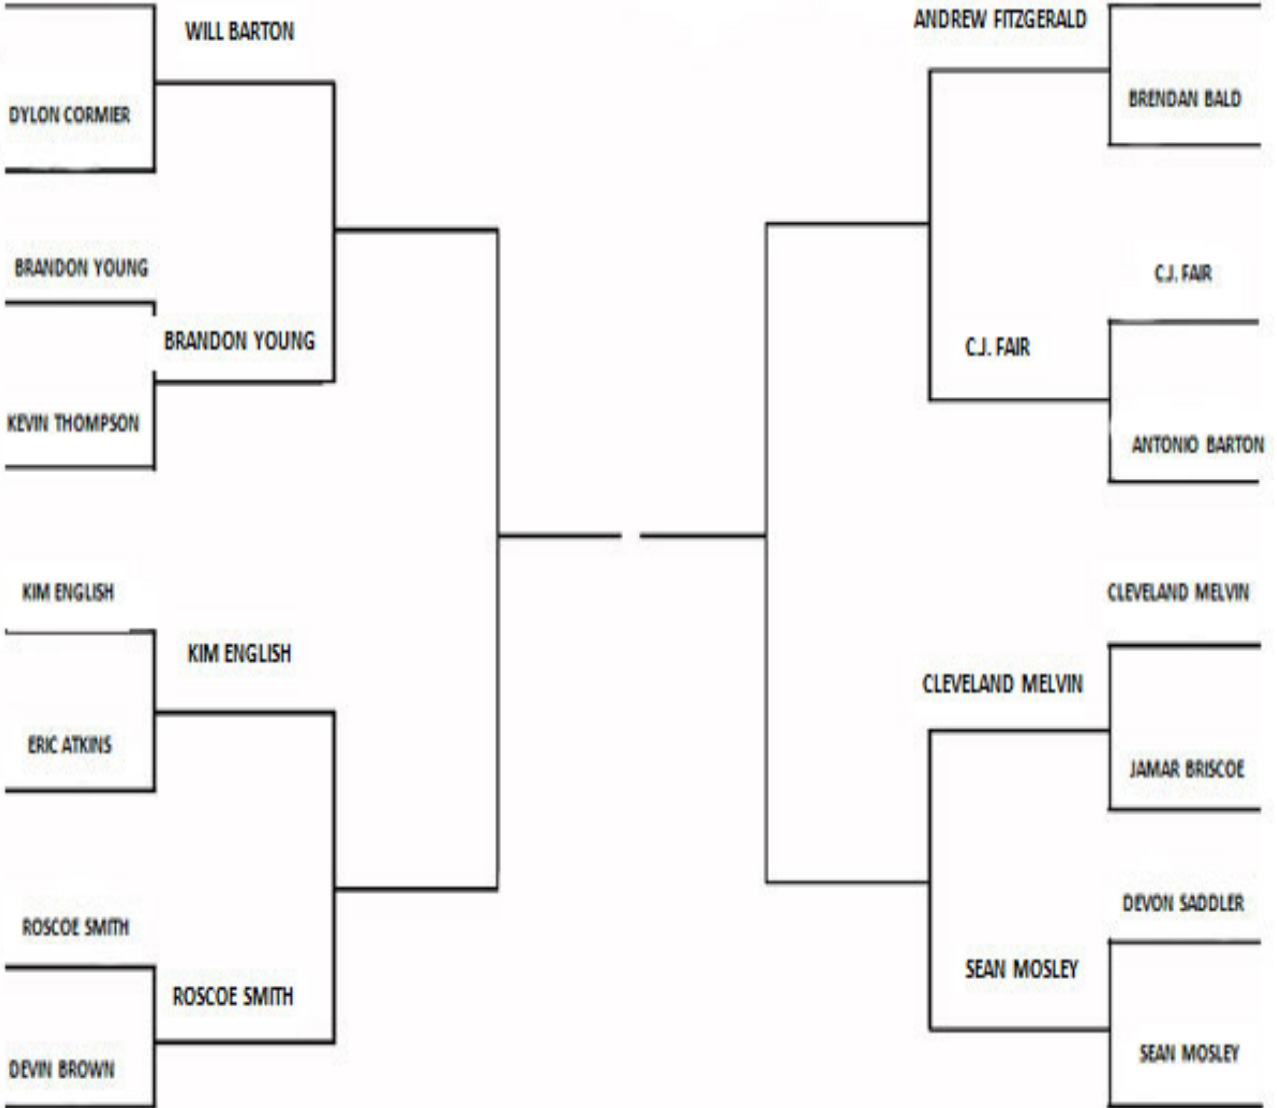 WILL BARTON
DYLON CORMIER
BRANDON YOUNG
BRANDON YOUNG
KEVIN THOMPSON
KIM ENGLISH
KIM ENGLISH
ERIC ATKINS
ROSCOE SMITH
ROSCOE SMITH
DEVIN BROWN
ANDREW FITZGERALD
BRENDAN BALD
C.J. FAIR
C.J. FAIR
ANTONIO BARTON
CLEVELAND MELVIN
CLEVELAND MELVIN
JAMAR BRISCOE
DEVON SADDLER
SEAN MOSLEY
SEAN MOSLEY